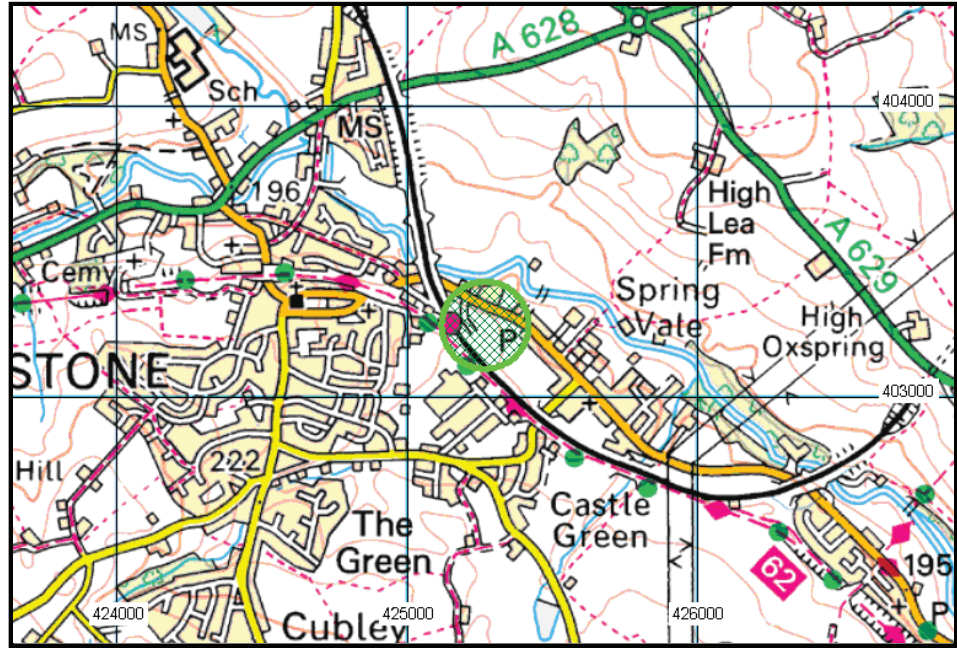 MS
A 628
Sch
404000
MS
196
High
Lea
Fm
A 629
Cemy
Spring
Vale
High
Oxspring
P
STONE
403000
Hill
222
Castle
Green
The
Green
62
195
424000
425000
426000
Cubley
P